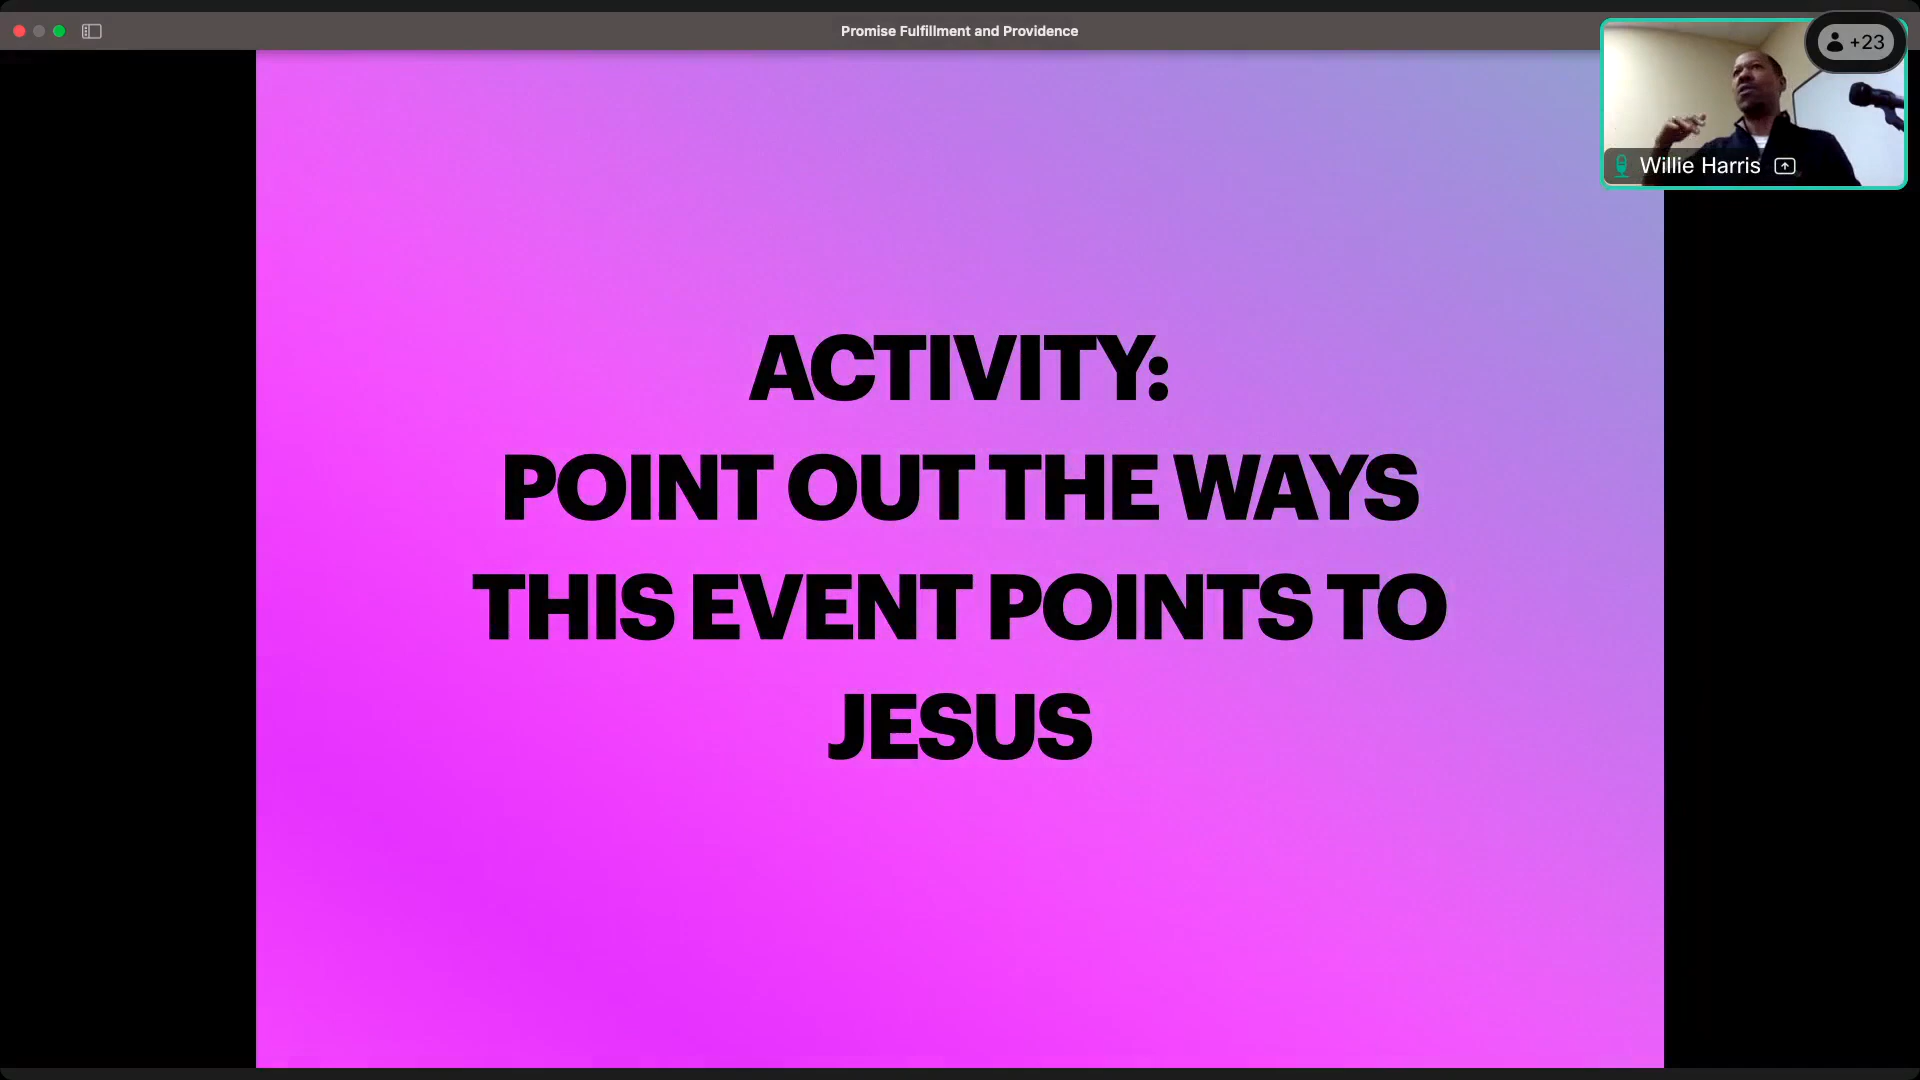 Promise Fulfillment and Providence
+23
Willie Harris
ACTIVITY:
POINT OUT THE WAYS
THIS EVENT POINTS TO
JESUS